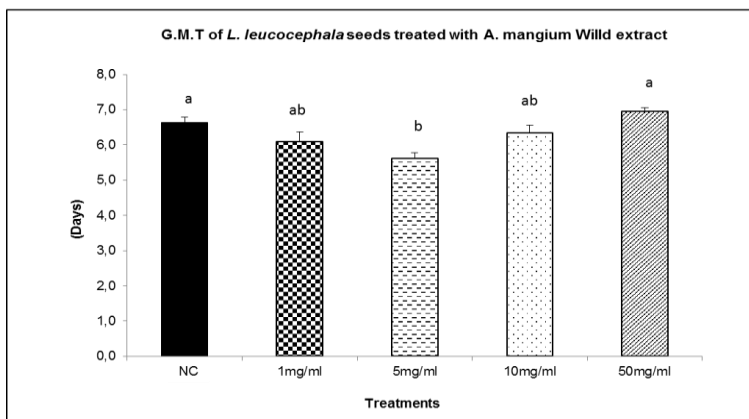 G.M.T of L. leucocephala seeds treated with A. mangium Willd extract
8,0
7,0
6,0
5,0
4,0
3,0
2,0
1,0
0,0
(Days)
a
ab
b
ab
a
NC
1mg/ml
5mg/ml
10mg/ml
50mg/ml
Treatments